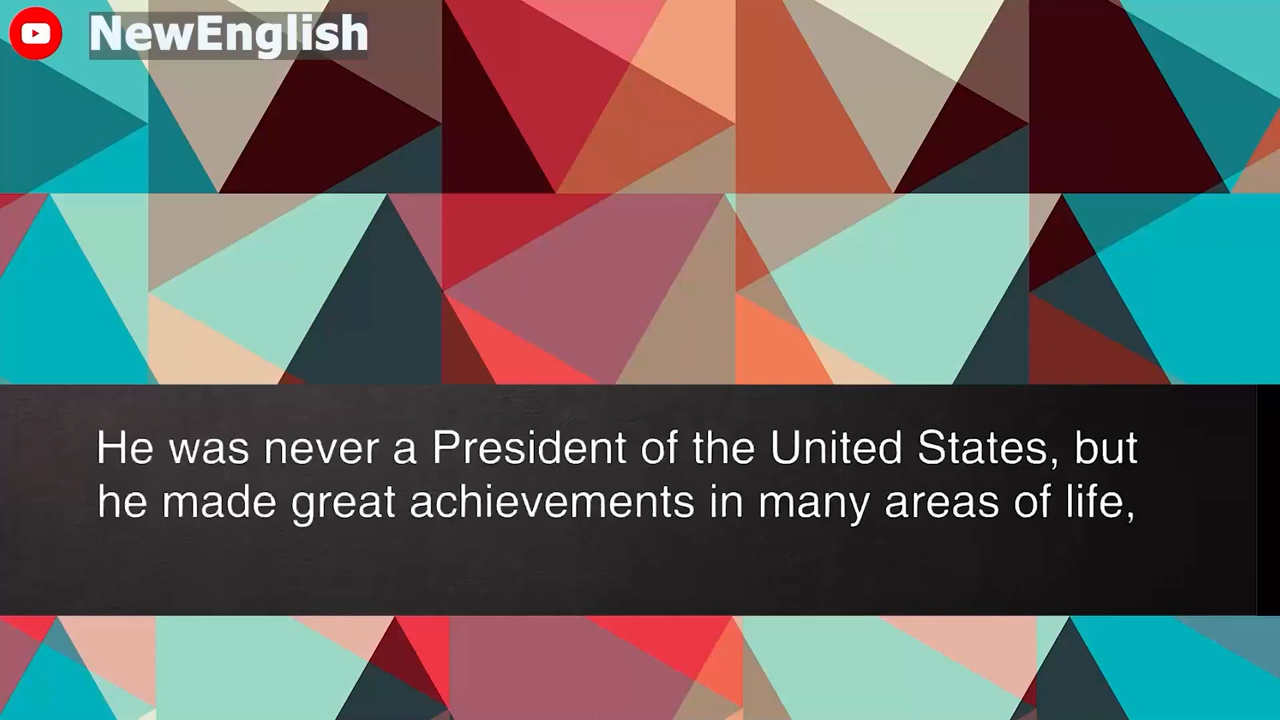 NewEnglish
He was never a President of the United States, but
he made great achievements in many areas of life,